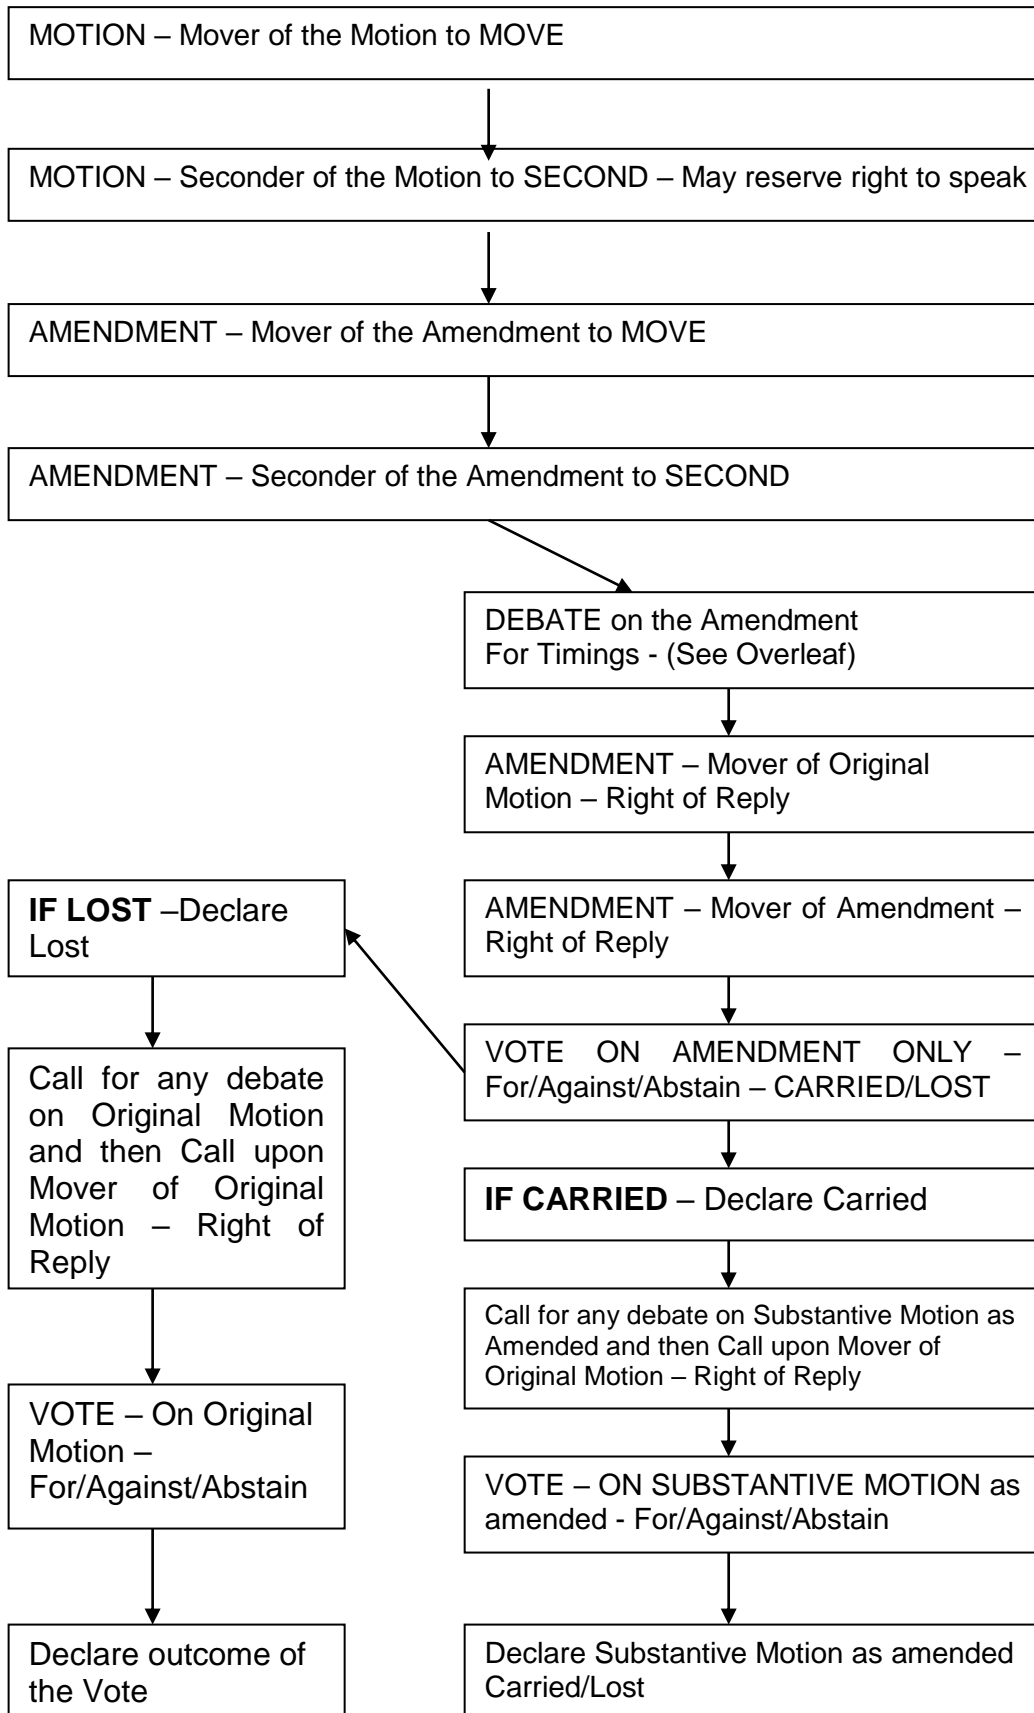 MOTION – Mover of the Motion to MOVE
MOTION – Seconder of the Motion to SECOND – May reserve right to speak
AMENDMENT – Mover of the Amendment to MOVE
AMENDMENT – Seconder of the Amendment to SECOND
DEBATE on the Amendment
For Timings - (See Overleaf)
AMENDMENT – Mover of Original
Motion – Right of Reply
AMENDMENT – Mover of Amendment –
Right of Reply
VOTE ON AMENDMENT ONLY –
For/Against/Abstain – CARRIED/LOST
IF LOST –Declare
Lost
Call for any debate
on Original Motion
and then Call upon
Mover of Original
Motion – Right of
Reply
VOTE – On Original
Motion –
For/Against/Abstain
Declare outcome of
the Vote
IF CARRIED – Declare Carried
Call for any debate on Substantive Motion as
Amended and then Call upon Mover of
Original Motion – Right of Reply
VOTE – ON SUBSTANTIVE MOTION as
amended - For/Against/Abstain
Declare Substantive Motion as amended
Carried/Lost